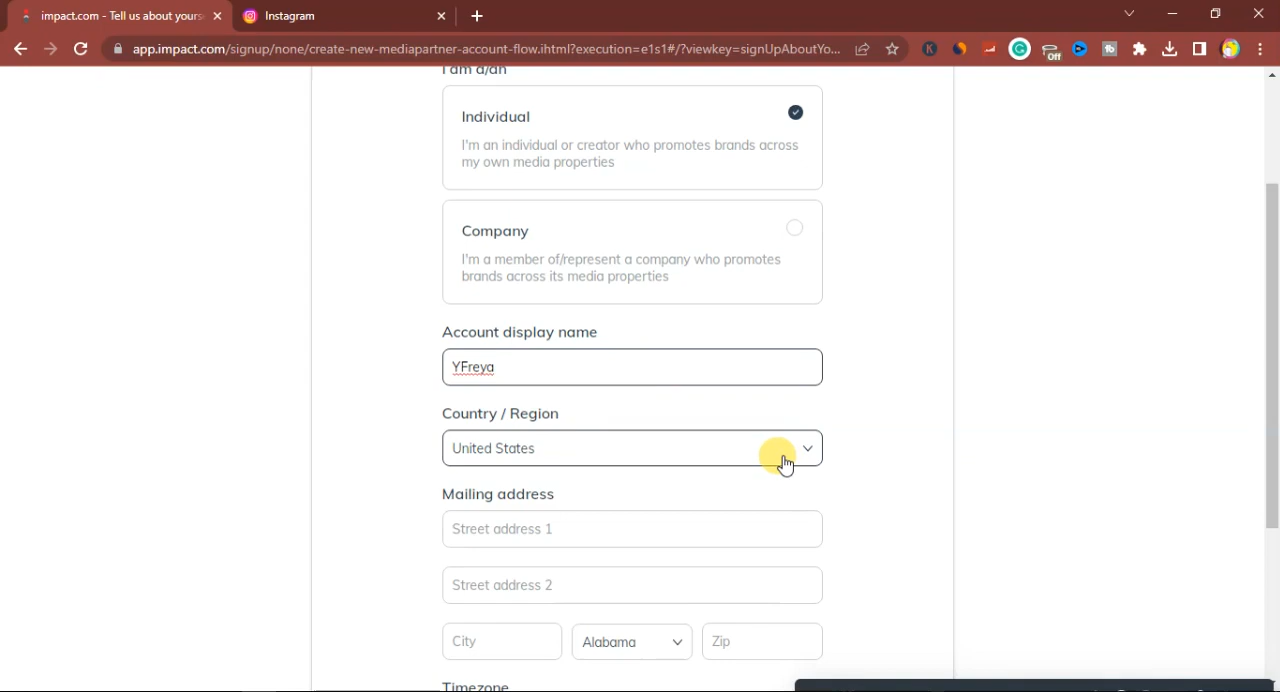 impact.com - Tell us about yours
Instagram
app.impact.com/signup/none/create-new-mediapartner-account-flow.ihtml?execution=e1s1#/?viewkey=signUpAboutYo...
Off
I am a/an
Individual
I'm an individual or creator who promotes brands across
my own media properties
Company
I'm a member of/represent a company who promotes
brands across its media properties
Account display name
YFreya
Country / Region
United States
Mailing address
Street address 1
Street address 2
City
Alabama
Zip
Timezone